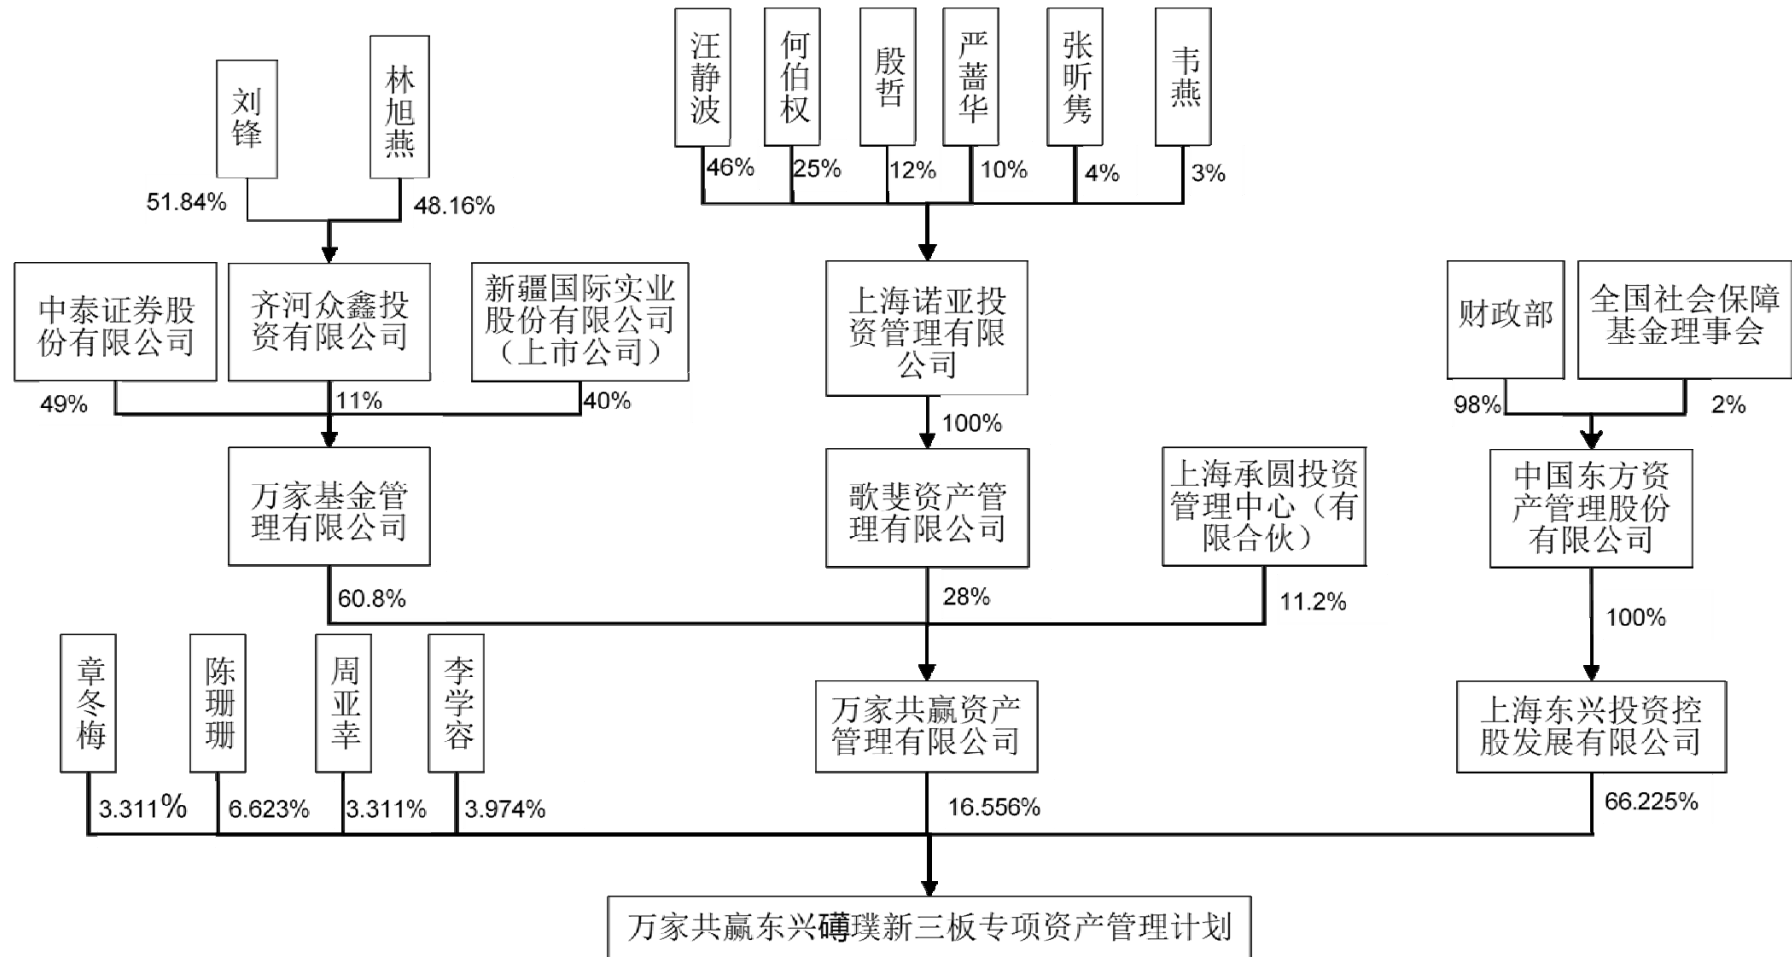 汪静波
何伯权
殷哲
严蔷华
张昕隽
韦燕
刘锋
林旭燕
46%
25%
12%
10%
4%
3%
51.84%
48.16%
中泰证券股
份有限公司
齐河众鑫投
资有限公司
新疆国际实业
股份有限公司
（上市公司）
上海诺亚投
资管理有限
公司
财政部
全国社会保障
基金理事会
49%
11%
40%
100%
98%
2%
万家基金管
理有限公司
歌斐资产管
理有限公司
上海承圆投资
管理中心（有
限合伙）
中国东方资
产管理股份
有限公司
60.8%
28%
11.2%
100%
章冬梅
陈珊珊
周亚幸
李学容
万家共赢资产
管理有限公司
上海东兴投资控
股发展有限公司
3.311%
6.623%
3.311%
3.974%
16.556%
66.225%
万家共赢东兴礴璞新三板专项资产管理计划